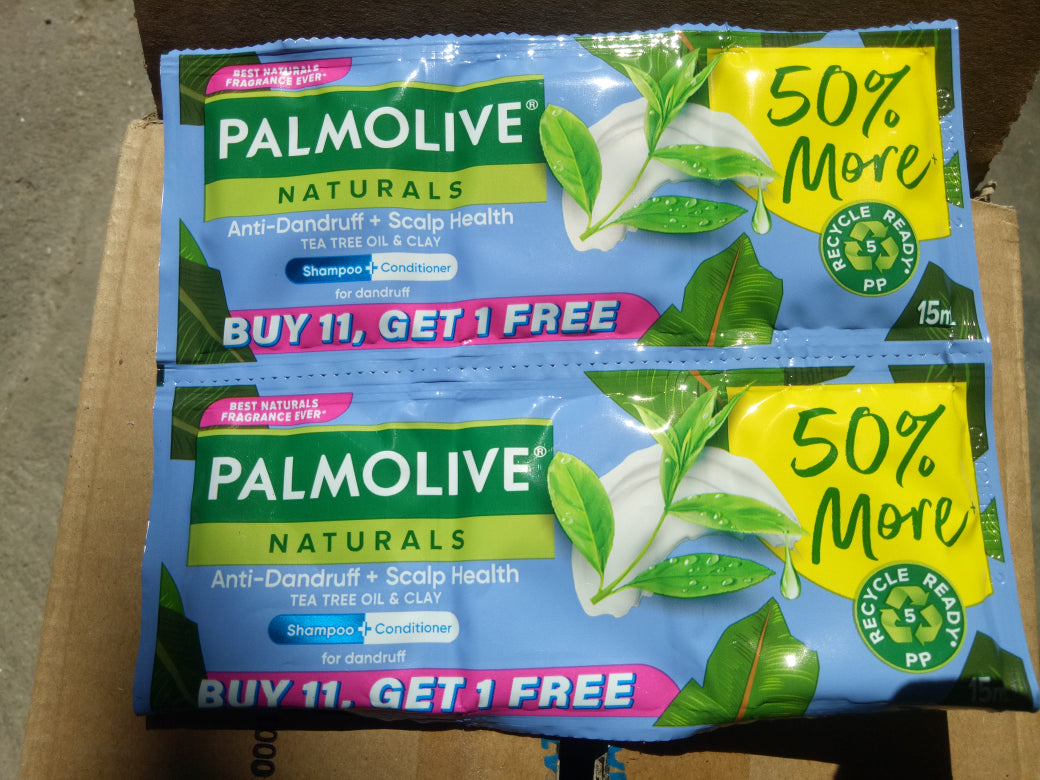 BEST NATURALS
FRAGRANCE EVER*
PALMOLIVE®
NATURALS
Anti-Dandruff + Scalp Health
TEA TREE OIL & CLAY
Shampoo + Conditioner
for dandruff
BUY 11, GET 1 FREE
50%
More+
RECYCLE READY*
5
PP
15m
BEST NATURALS
FRAGRANCE EVER*
PALMOLIVE®
NATURALS
Anti-Dandruff + Scalp Health
TEA TREE OIL & CLAY
Shampoo + Conditioner
for dandruff
BUY 11, GET 1 FREE
50%
More+
RECYCLE READY*
5
PP
15m
000